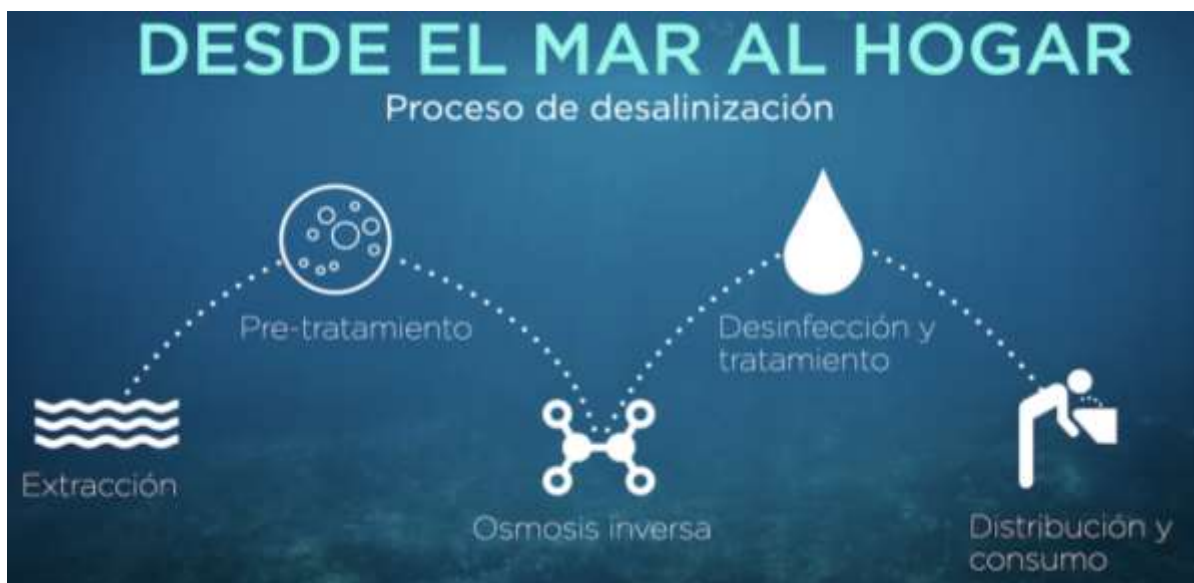 DESDE EL MAR AL HOGAR
Proceso de desalinización
Pre-tratamiento
Desinfección y
tratamiento
Extracción
Osmosis inversa
Distribución y
consumo